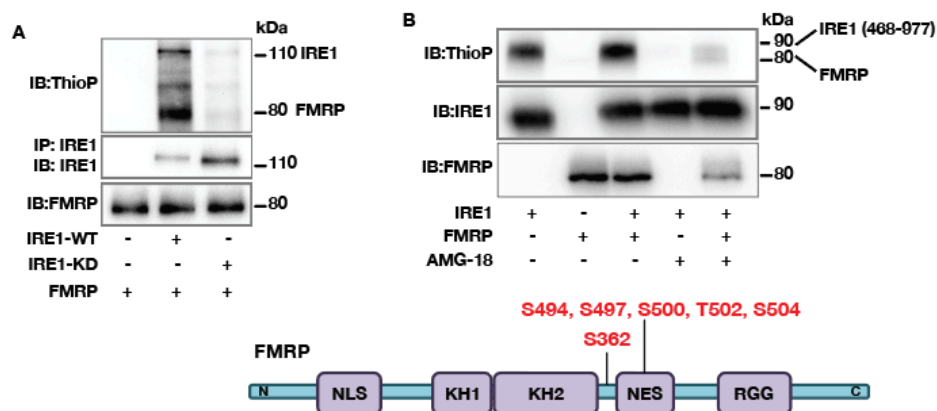 A
kDa
IB:ThioP
110 IRE1
80 FMRP
IP: IRE1
IB: IRE1
110
IB:FMRP
80
IRE1-WT - + -
IRE1-KD - - +
FMRP + + +
B
kDa
IB:ThioP
90 IRE1 (468-977)
80 FMRP
IB:IRE1
90
IB:FMRP
80
IRE1 + - + + +
FMRP - + + - +
AMG-18 - - - + +
S494, S497, S500, T502, S504
S362
FMRP
N NLS KH1 KH2 NES RGG C